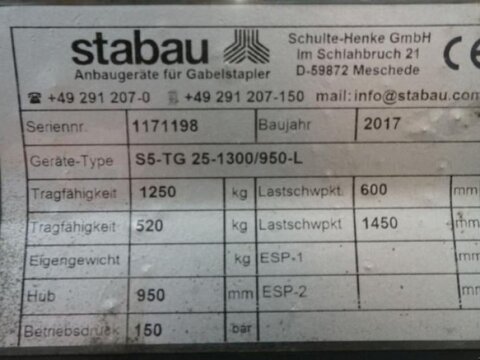 stabau
Anbaugeräte für Gabelstapler
Schulte-Henke GmbH
Im Schlahbruch 21
D-59872 Meschede
CE
☎ +49 291 207-0 +49 291 207-150 mail: info@stabau.com
Seriennr. 1171198 Baujahr 2017
Geräte-Type S5-TG 25-1300/950-L
Tragfähigkeit 1250 kg Lastschwpkt. 600 mm
Tragfähigkeit 520 kg Lastschwpkt. 1450 mm
Eigengewicht kg ESP-1 mm
Hub 950 mm ESP-2 mm
Betriebsdruck 150 bar